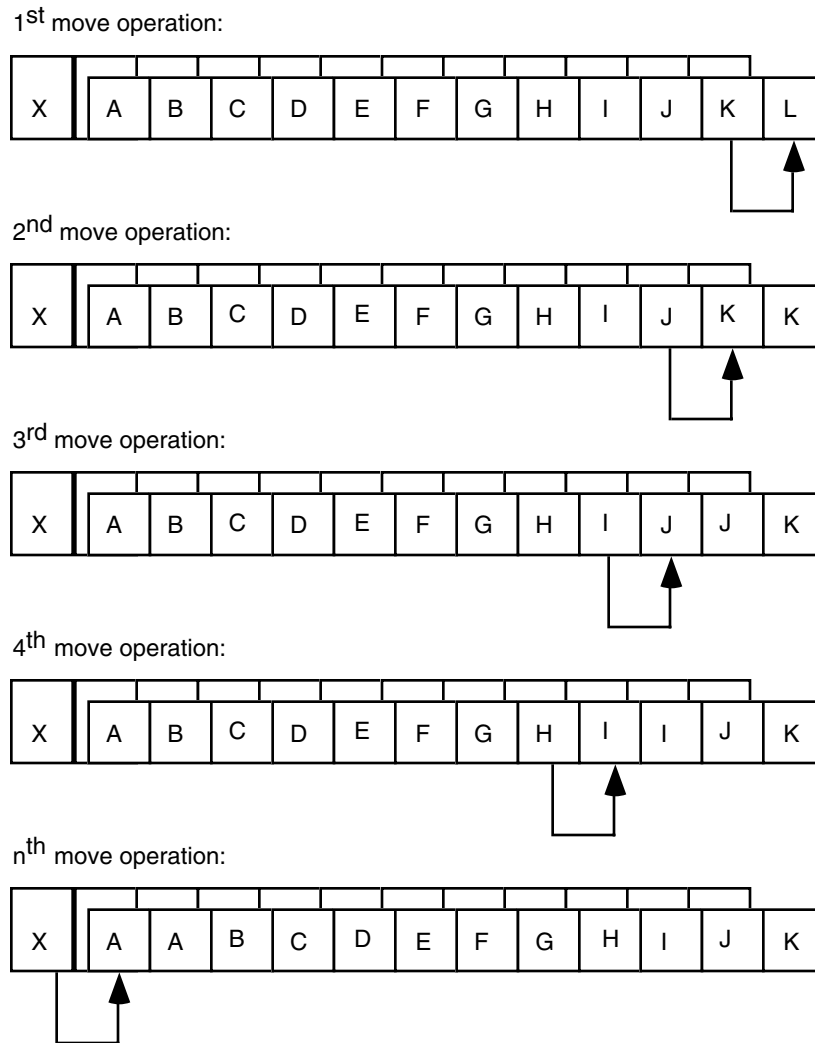 1st move operation:
X A B C D E F G H I J K L
2nd move operation:
X A B C D E F G H I J K K
3rd move operation:
X A B C D E F G H I J J K
4th move operation:
X A B C D E F G H I I J K
nth move operation:
X A A B C D E F G H I J K